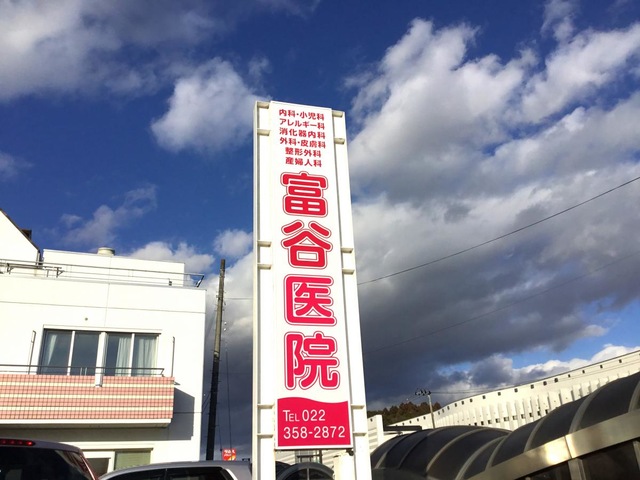 内科・小児科
アレルギー科
消化器内科
外科・皮膚科
整形外科
産婦人科
富谷医院
TEL 022
358-2872